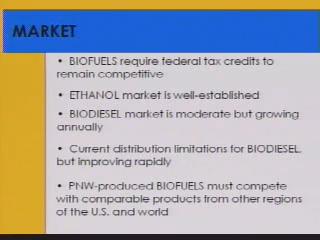 MARKET
• BIOFUELS require federal tax credits to
remain competitive
• ETHANOL market is well-established
• BIODIESEL market is moderate but growing
annually
• Current distribution limitations for BIODIESEL,
but improving rapidly
• PNW-produced BIOFUELS must compete
with comparable products from other regions
of the U.S. and world